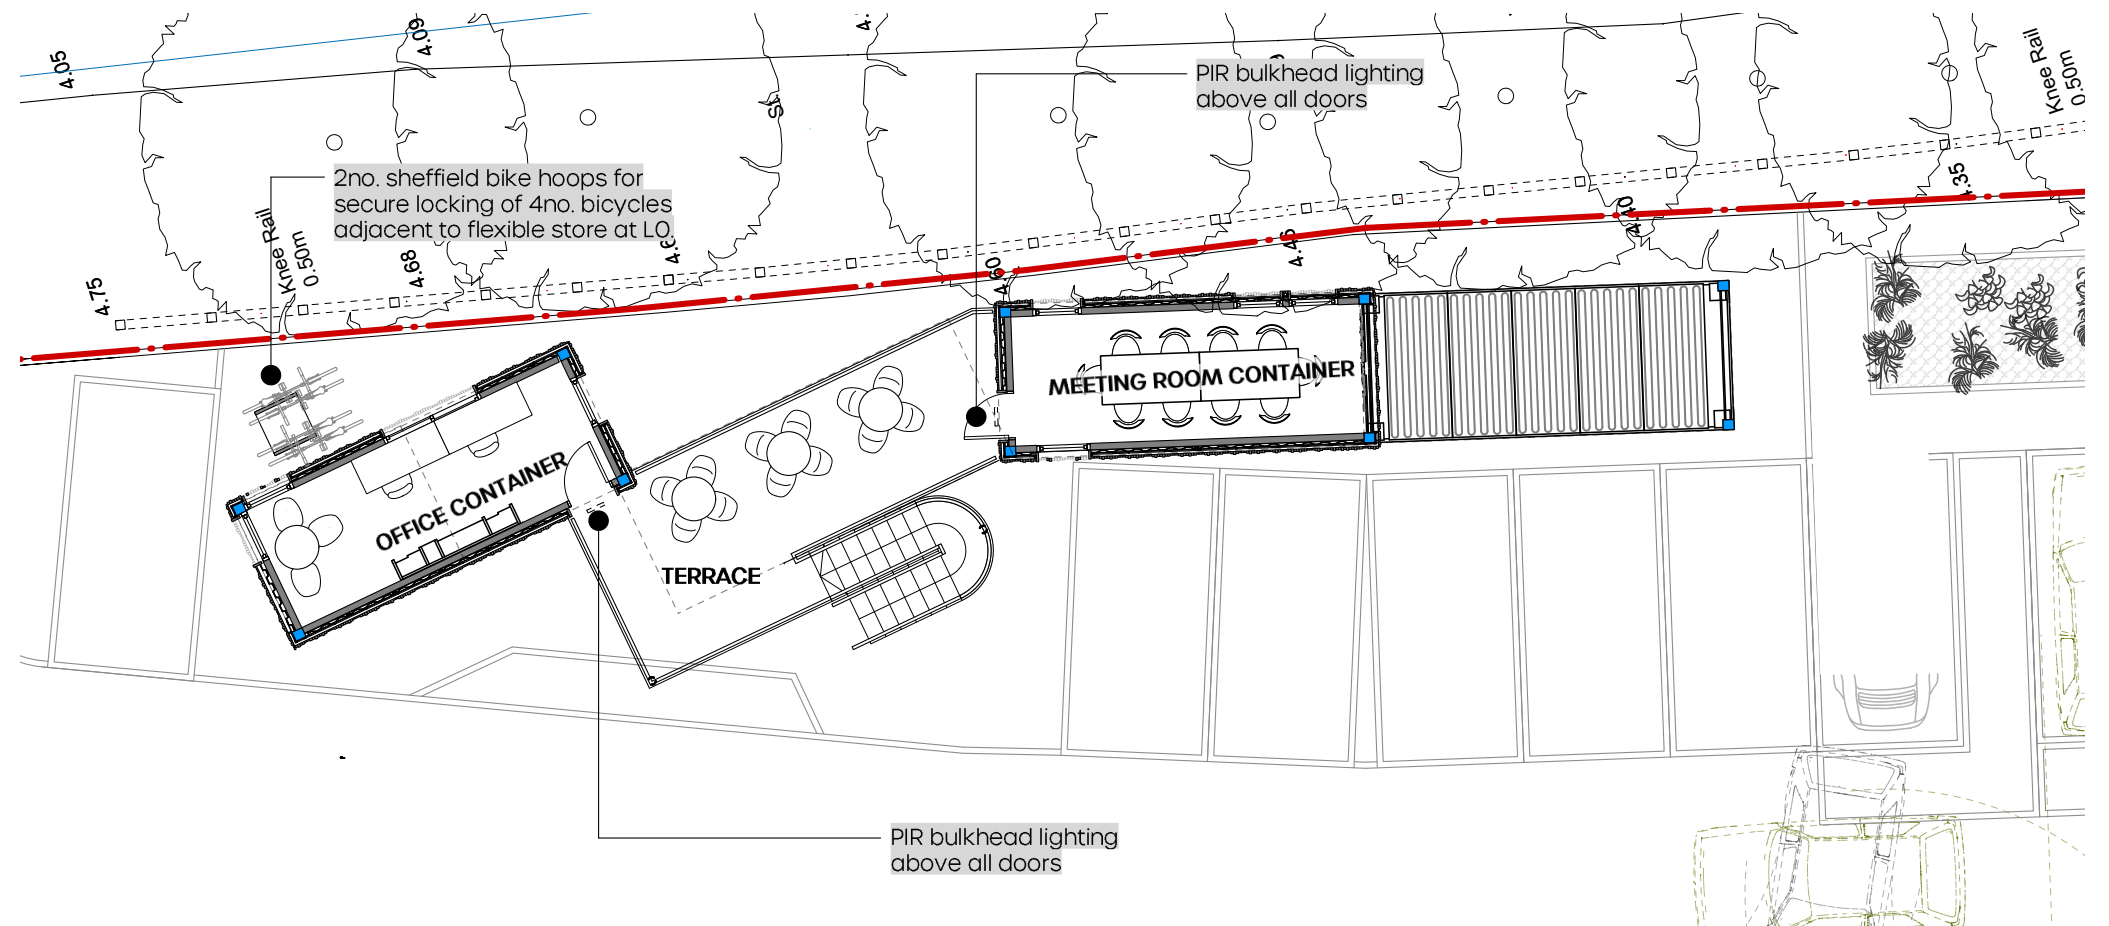 4.05
4.09
St.
PIR bulkhead lighting
above all doors
Knee Rail
0.50m
2no. sheffield bike hoops for
secure locking of 4no. bicycles
adjacent to flexible store at L0.
Knee Rail
0.50m
4.75
4.68
4.60
4.45
4.40
4.35
MEETING ROOM CONTAINER
OFFICE CONTAINER
TERRACE
PIR bulkhead lighting
above all doors